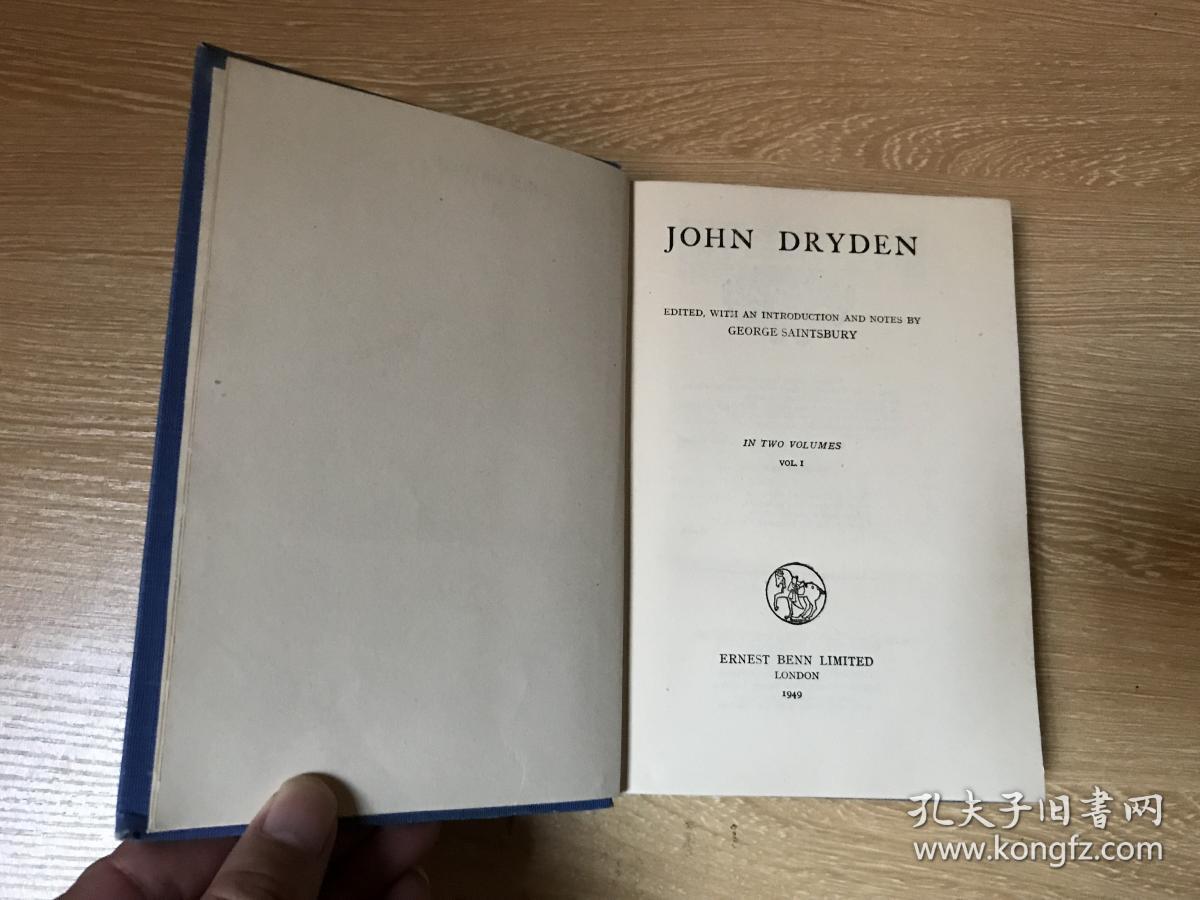 JOHN DRYDEN
EDITED, WITH AN INTRODUCTION AND NOTES BY
GEORGE SAINTSBURY
IN TWO VOLUMES
VOL. I
ERNEST BENN LIMITED
LONDON
1949
孔夫子旧书网
www.kongfz.com